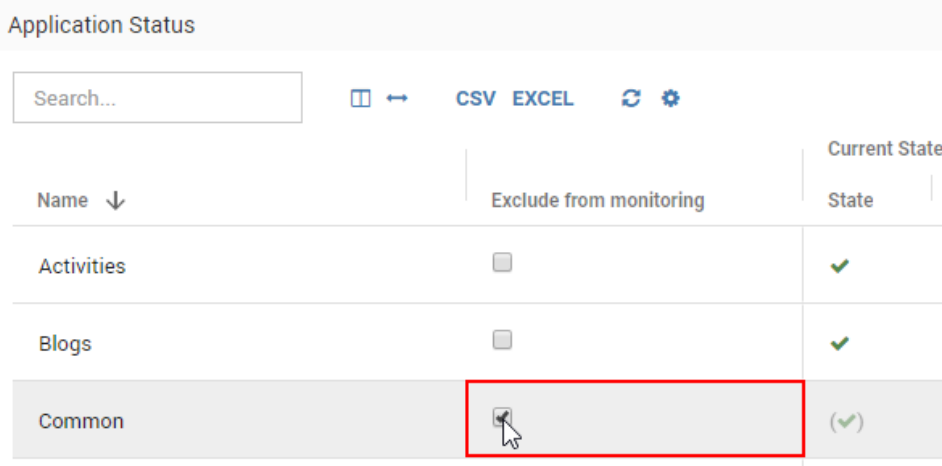 Application Status
Search...
CSV EXCEL
Current State
Name
Exclude from monitoring
State
Activities
Blogs
Common
( )